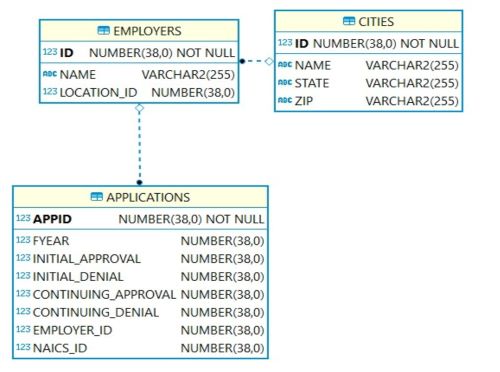 EMPLOYERS
123 ID NUMBER(38,0) NOT NULL
ABC NAME VARCHAR2(255)
123 LOCATION_ID NUMBER(38,0)
CITIES
123 ID NUMBER(38,0) NOT NULL
ABC NAME VARCHAR2(255)
ABC STATE VARCHAR2(255)
ABC ZIP VARCHAR2(255)
APPLICATIONS
123 APPID NUMBER(38,0) NOT NULL
123 FYEAR NUMBER(38,0)
123 INITIAL_APPROVAL NUMBER(38,0)
123 INITIAL_DENIAL NUMBER(38,0)
123 CONTINUING_APPROVAL NUMBER(38,0)
123 CONTINUING_DENIAL NUMBER(38,0)
123 EMPLOYER_ID NUMBER(38,0)
123 NAICS_ID NUMBER(38,0)